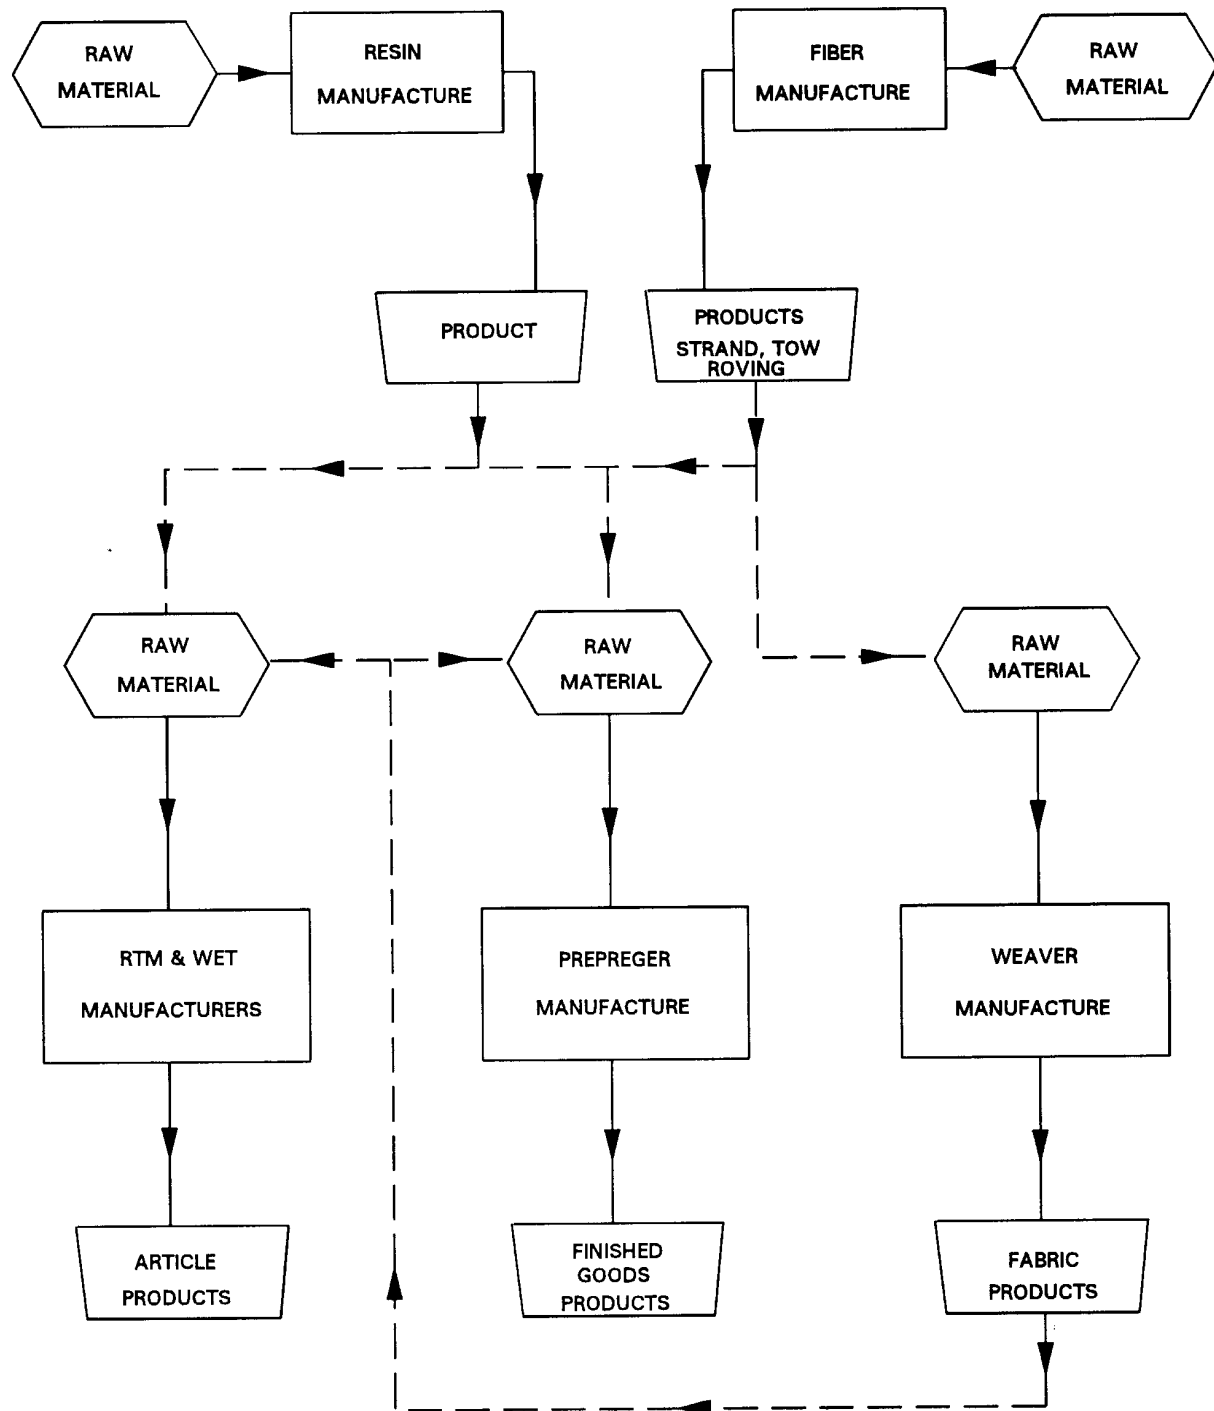 RAW
MATERIAL
RESIN
MANUFACTURE
FIBER
MANUFACTURE
RAW
MATERIAL
PRODUCT
PRODUCTS
STRAND, TOW
ROVING
RAW
MATERIAL
RAW
MATERIAL
RAW
MATERIAL
RTM & WET
MANUFACTURERS
PREPREGER
MANUFACTURE
WEAVER
MANUFACTURE
ARTICLE
PRODUCTS
FINISHED
GOODS
PRODUCTS
FABRIC
PRODUCTS